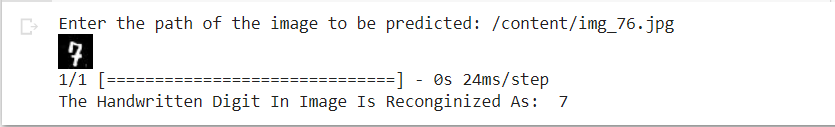 Enter the path of the image to be predicted: /content/img_76.jpg
7
1/1 [==============================] - 0s 24ms/step
The Handwritten Digit In Image Is Reconginized As:  7